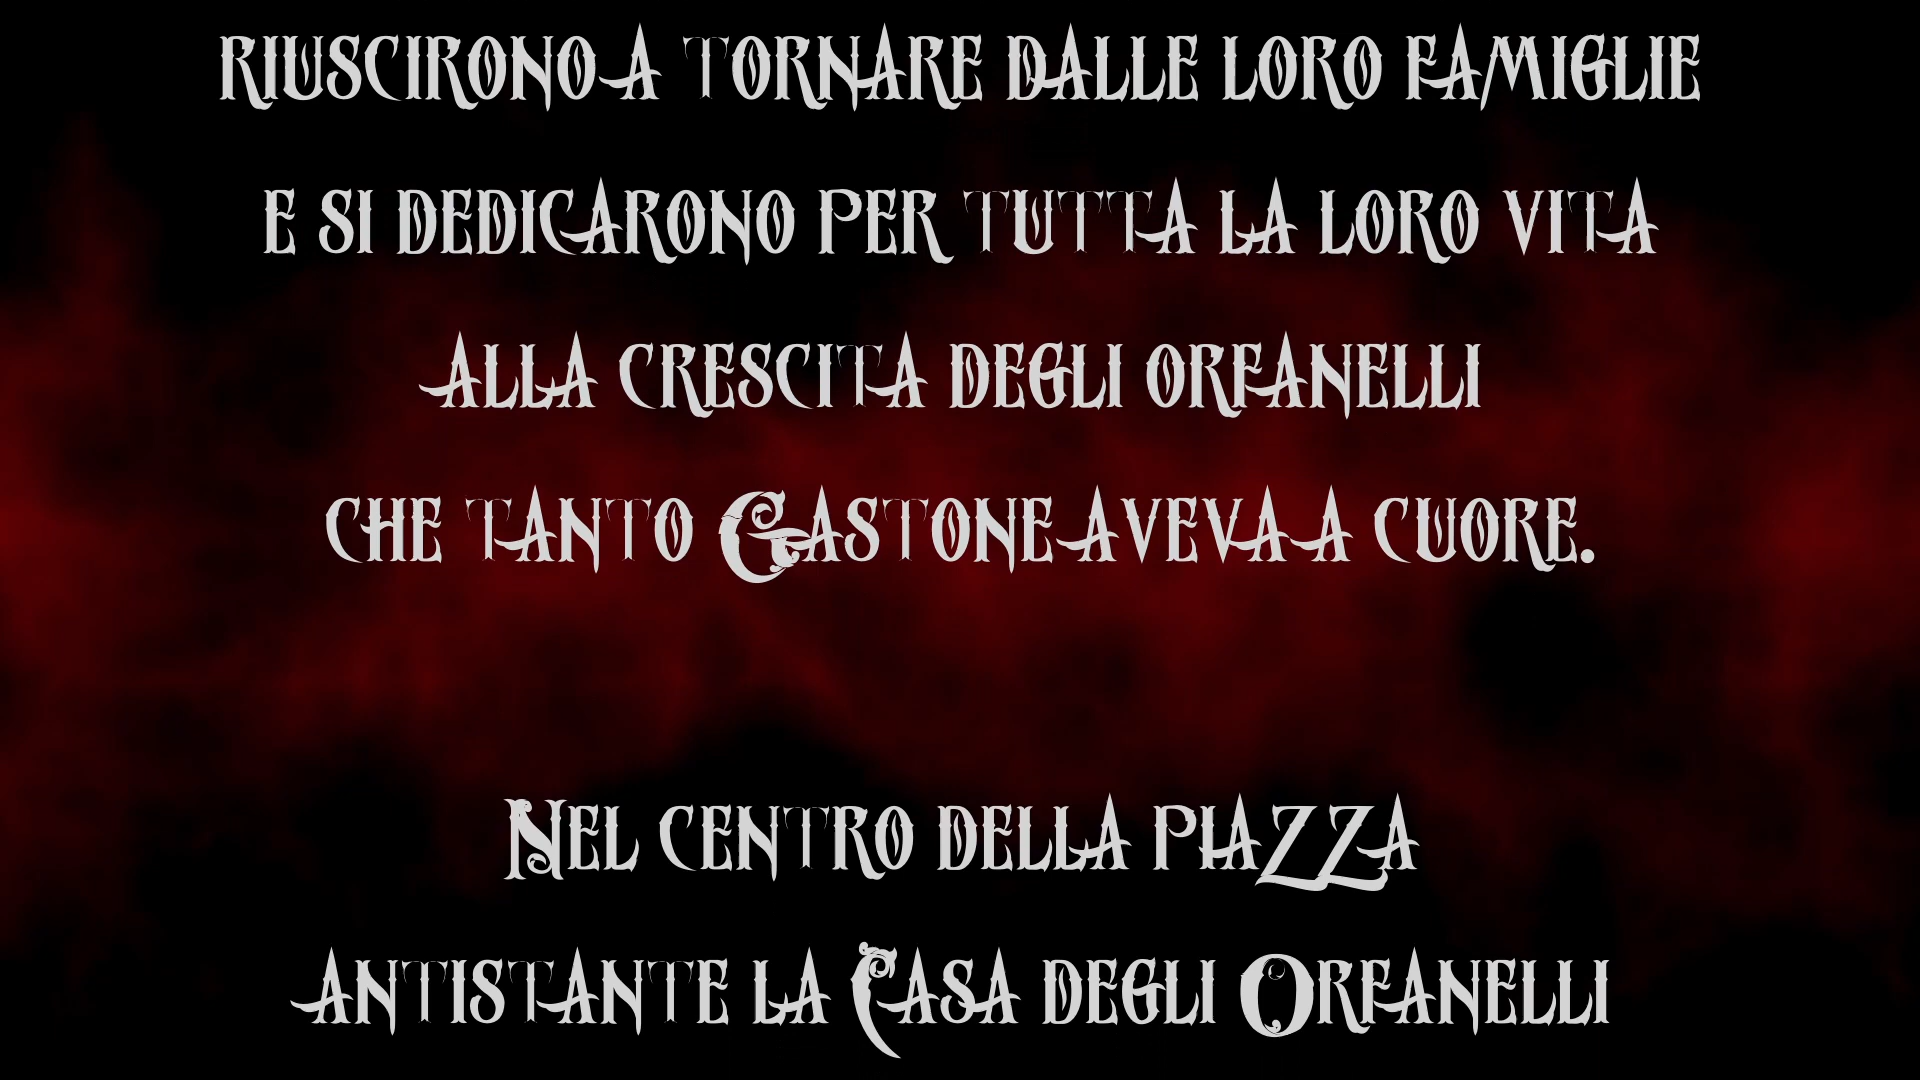 riuscirono a tornare dalle loro famiglie
e si dedicarono per tutta la loro vita
alla crescita degli orfanelli
che tanto Gastone aveva a cuore.
Nel centro della piazza
antistante la Casa degli Orfanelli